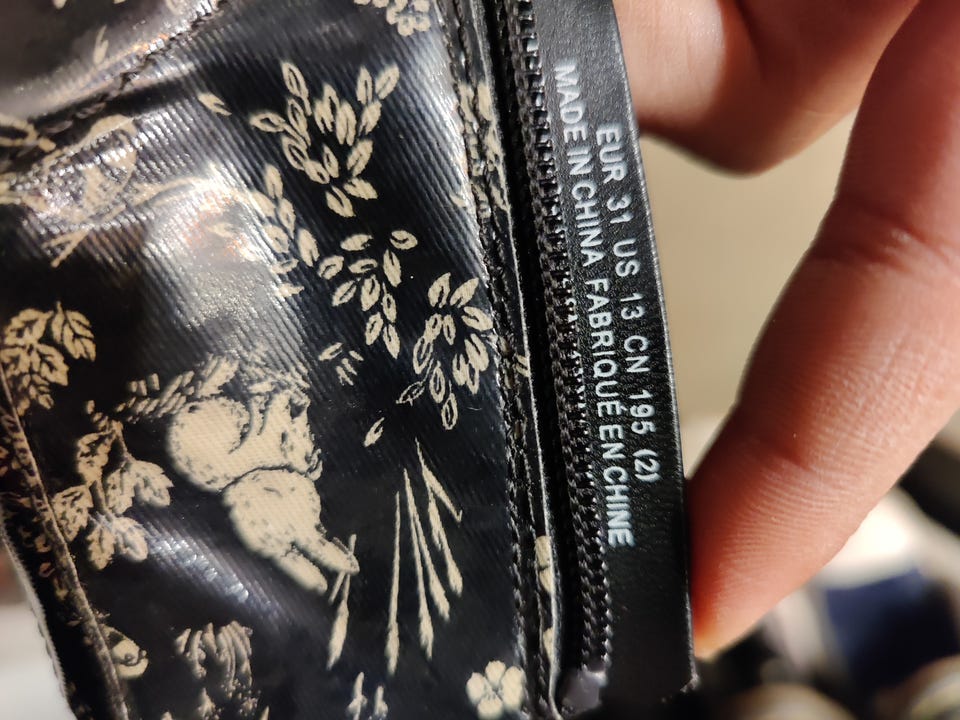 EUR 31 US 13 CN 195 (2)
MADE IN CHINA FABRIQUÉ EN CHINE